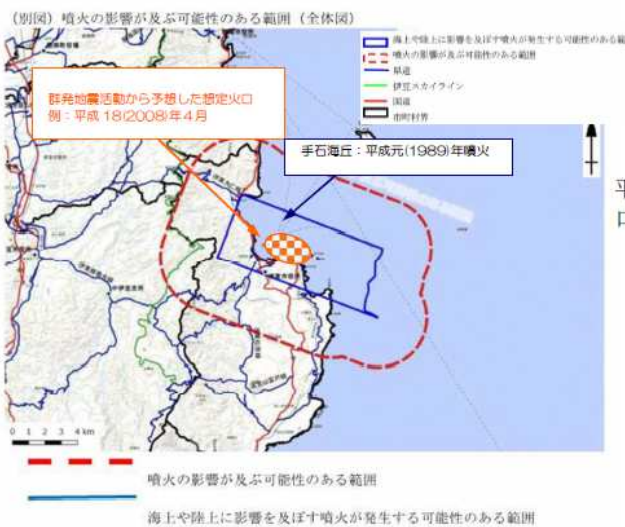 (別図) 噴火の影響が及ぶ可能性のある範囲 (全体図)
海上や陸上に影響を及ぼす噴火が発生する可能性のある範
噴火の影響が及ぶ可能性のある範囲
県道
伊豆スカイライン
国道
市町村界
群発地震活動から予想した想定火口
例：平成18(2008)年4月
手石海丘：平成元(1989)年噴火
0 1 2 3 4 km
噴火の影響が及ぶ可能性のある範囲
海上や陸上に影響を及ぼす噴火が発生する可能性のある範囲